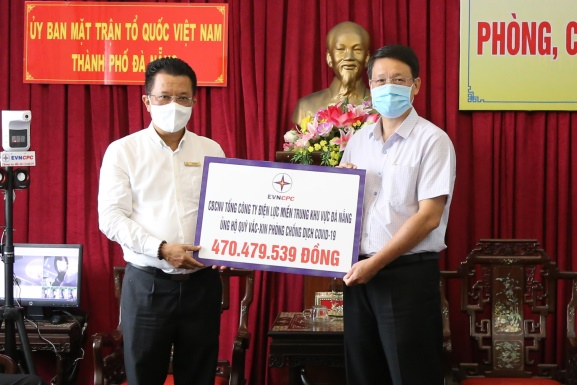 ỦY BAN MẶT TRẬN TỔ QUỐC VIỆT NAM
THÀNH PHỐ ĐÀ NẴNG
PHÒNG, C
EVNCPC
EVNCPC
CBCNV TỔNG CÔNG TY ĐIỆN LỰC MIỀN TRUNG KHU VỰC ĐÀ NẴNG
ỦNG HỘ QUỸ VẮC-XIN PHÒNG CHỐNG DỊCH COVID-19
470.479.539 ĐỒNG